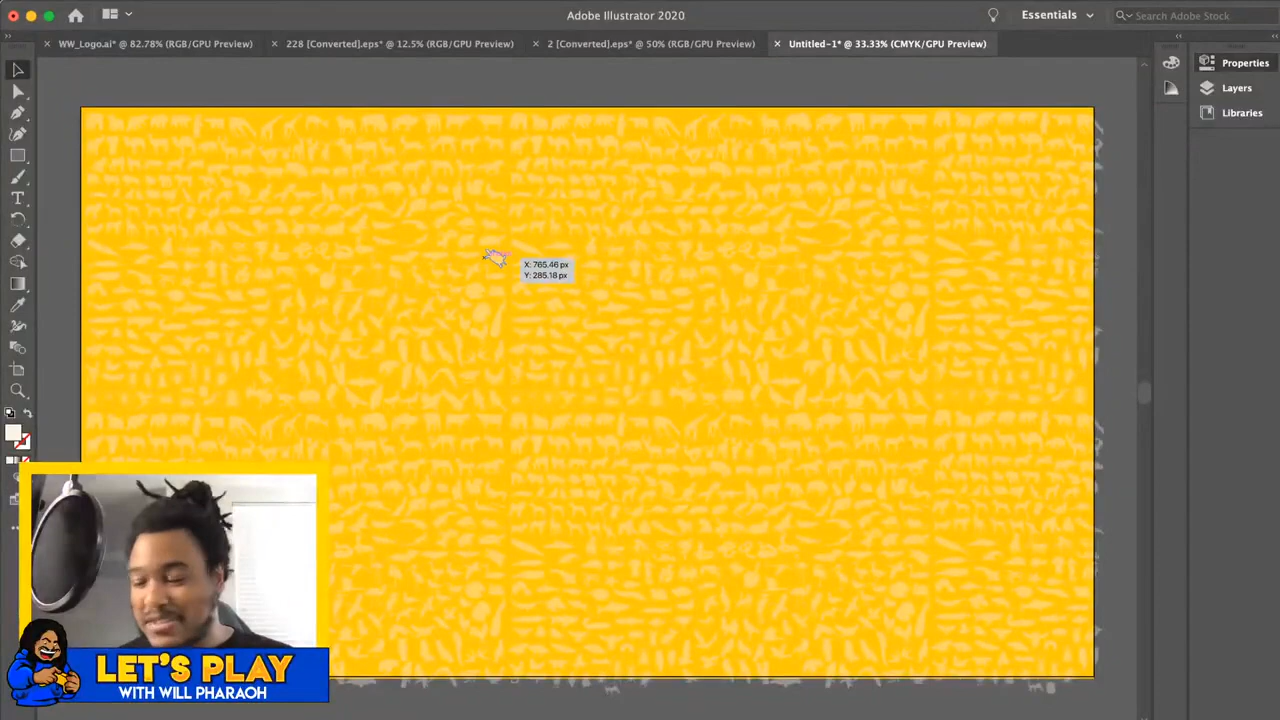 Adobe Illustrator 2020
Essentials
Search Adobe Stock
WW_Logo.ai* @ 82.78% (RGB/GPU Preview)
228 [Converted].eps* @ 12.5% (RGB/GPU Preview)
2 [Converted].eps* @ 50% (RGB/GPU Preview)
Untitled-1* @ 33.33% (CMYK/GPU Preview)
Properties
Layers
Libraries
X: 765.46 px
Y: 285.18 px
LET'S PLAY
WITH WILL PHARAOH